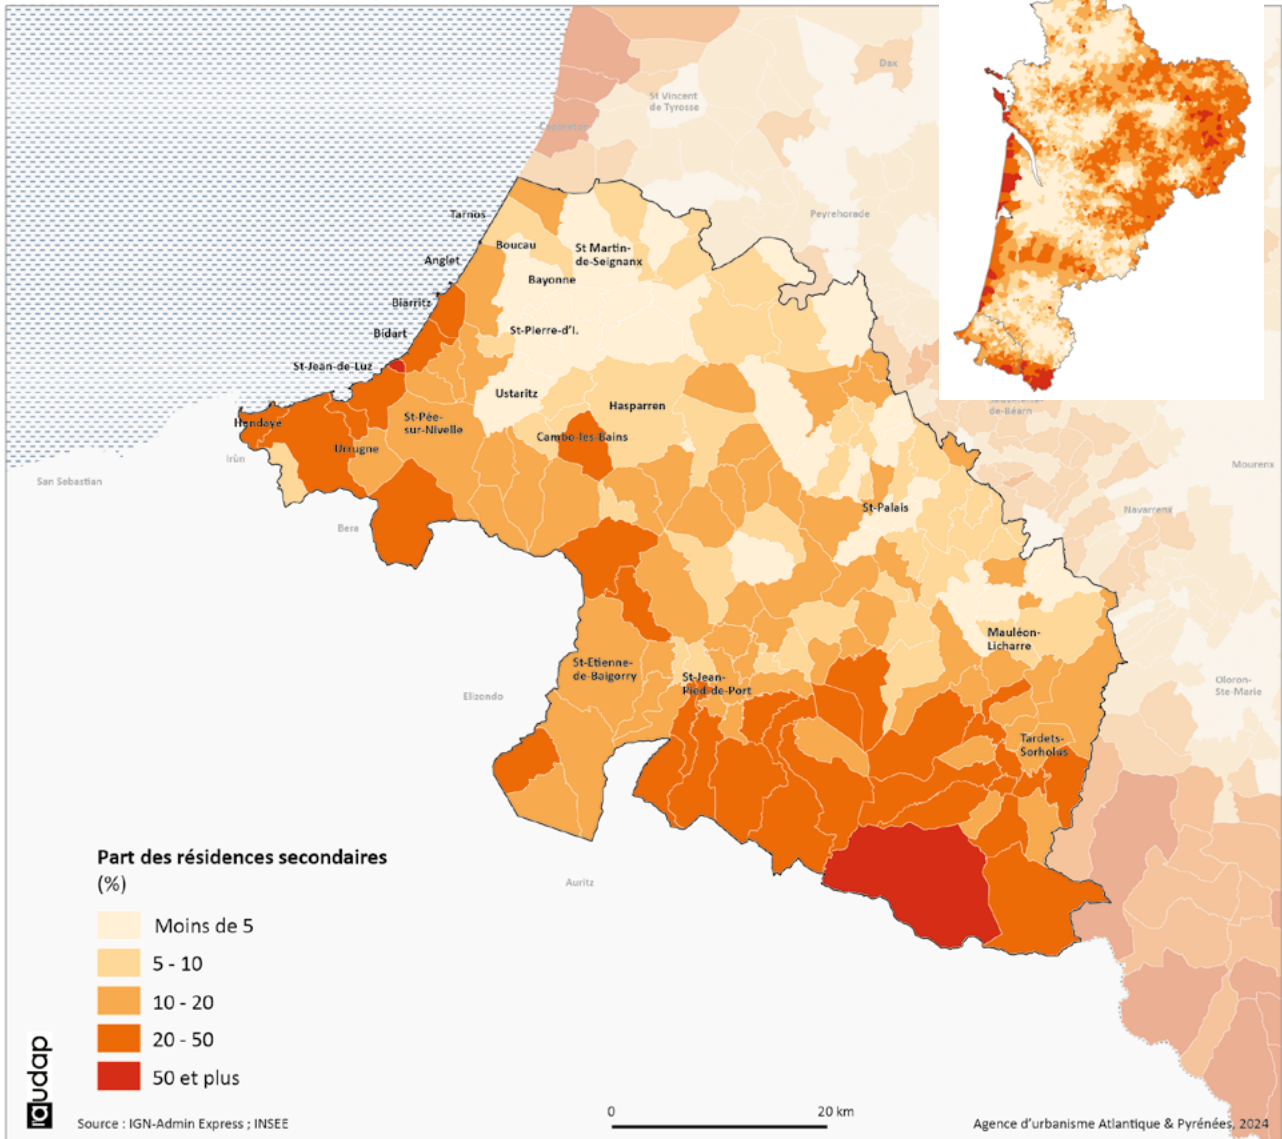 Dax
St Vincent
de Tyrosse
Capbreton
Peyrehorade
Tarnos
Boucau
St Martin-
de-Seignanx
Anglet
Bayonne
Biarritz
Bidart
St-Pierre-d'I.
St-Jean-de-Luz
Ustaritz
Hasparren
de-Béarn
Hendaye
St-Pée-
sur-Nivelle
Cambo-les-Bains
Urrugne
Irùn
San Sebastian
Mourenx
St-Palais
Navarrenx
Bera
Mauléon-
Licharre
St-Etienne-
de-Baïgorry
St-Jean-
Pied-de-Port
Elizondo
Oloron-
Ste-Marie
Tardets-
Sorholus
Auritz
Part des résidences secondaires
(%)
Moins de 5
5 - 10
10 - 20
20 - 50
50 et plus
audap
Source : IGN-Admin Express ; INSEE
0
20 km
Agence d'urbanisme Atlantique & Pyrénées, 2024